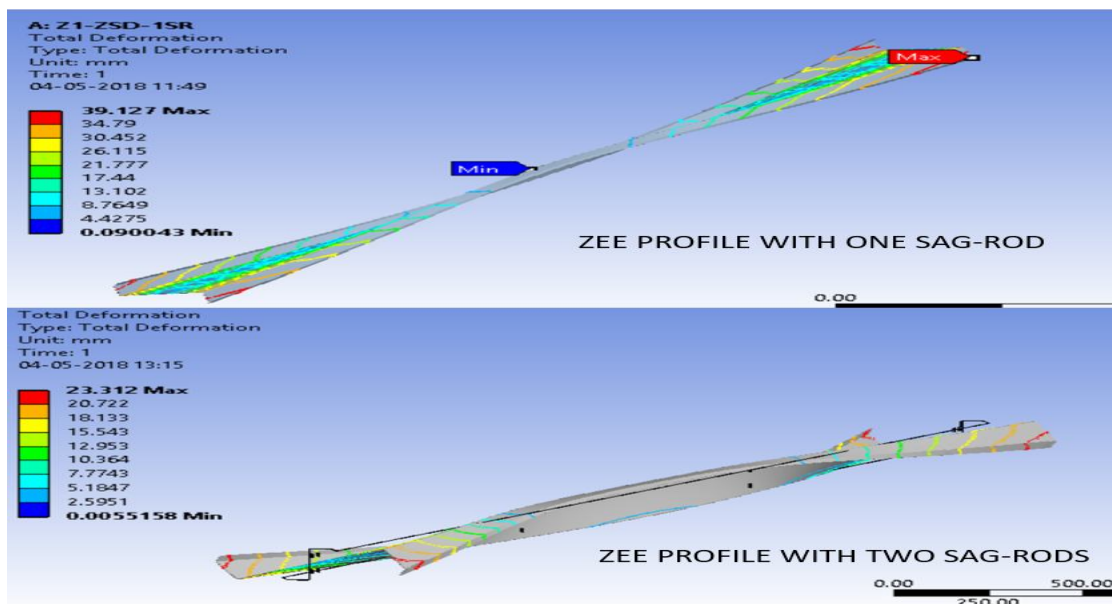 A: Z1-ZSD-1SR
Total Deformation
Type: Total Deformation
Unit: mm
Time: 1
04-05-2018 11:49
39.127 Max
34.79
30.452
26.115
21.777
17.44
13.102
8.7649
4.4275
0.090043 Min
Max
Min
ZEE PROFILE WITH ONE SAG-ROD
0.00
Total Deformation
Type: Total Deformation
Unit: mm
Time: 1
04-05-2018 13:15
23.312 Max
20.722
18.133
15.543
12.953
10.364
7.7743
5.1847
2.5951
0.0055158 Min
ZEE PROFILE WITH TWO SAG-RODS
0.00 500.00
250.00